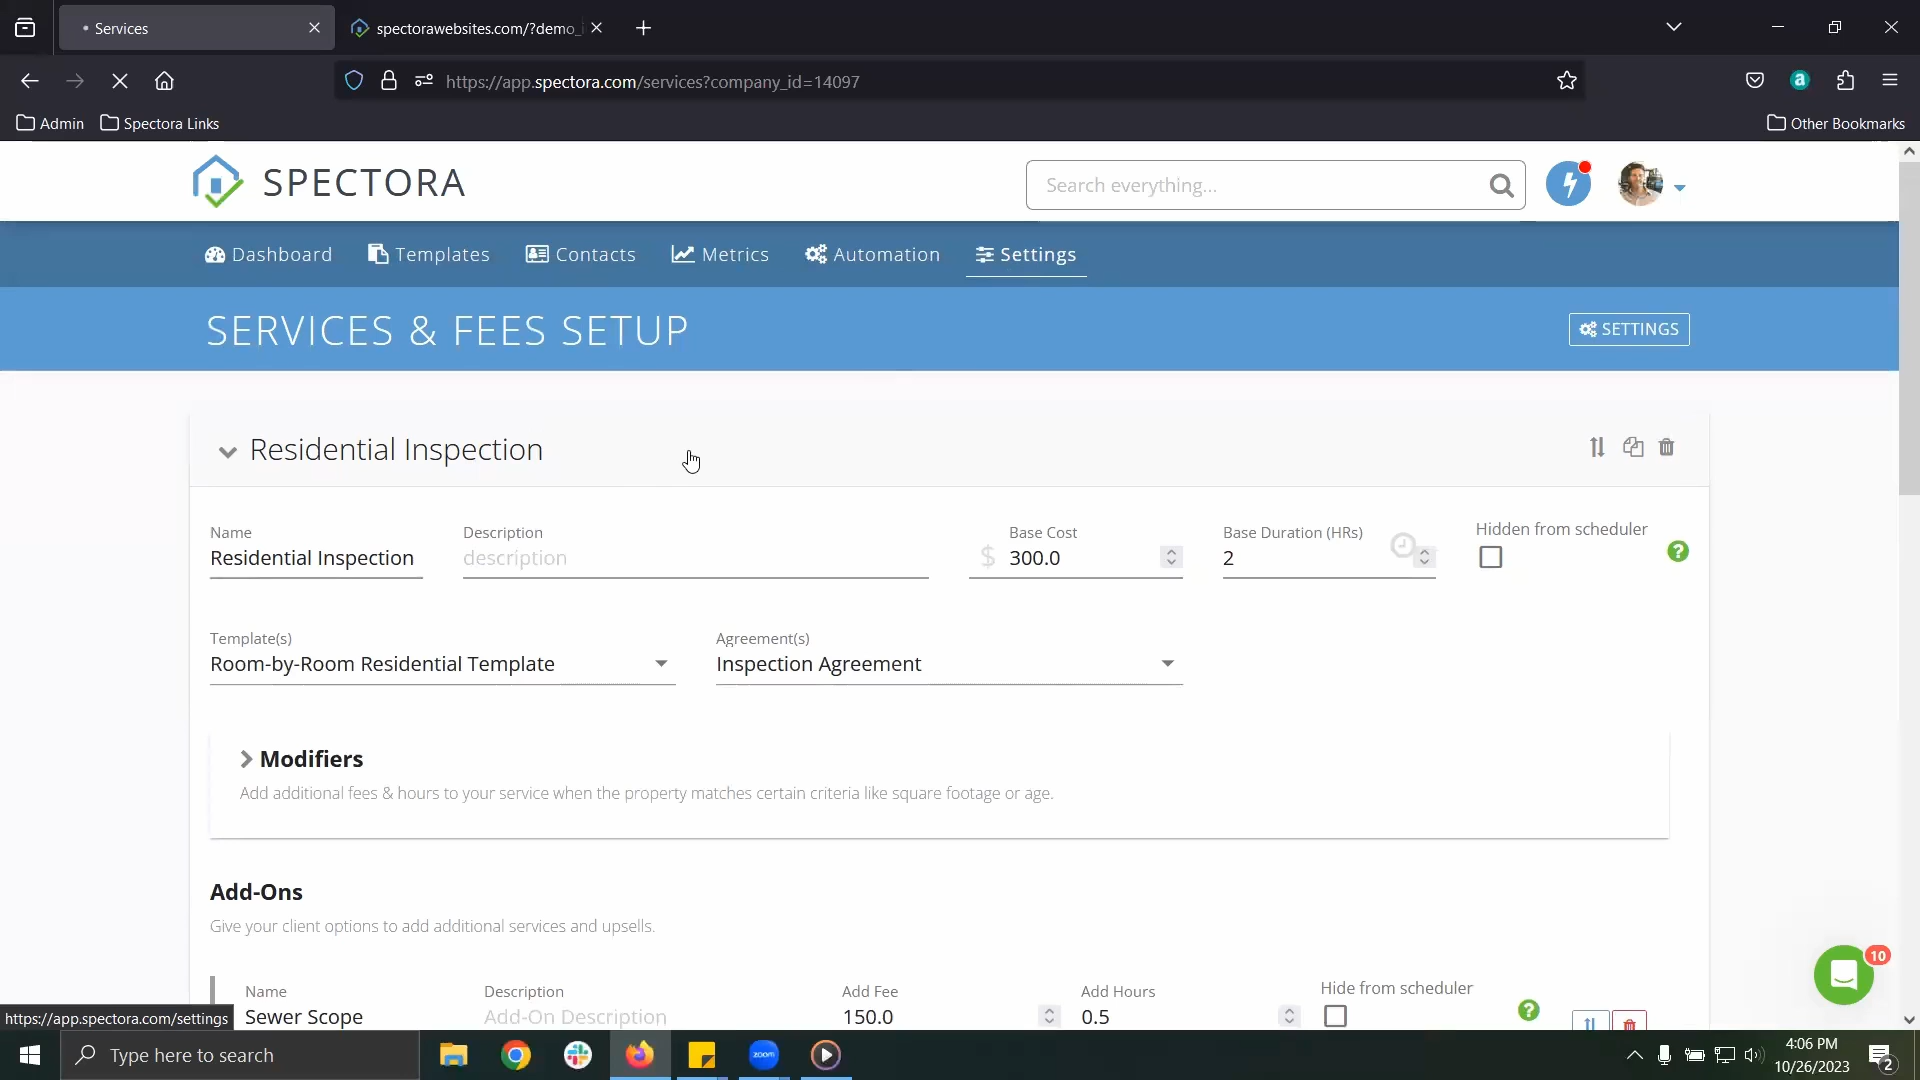 Services
spectorawebsites.com/?demo_
https://app.spectora.com/services?company_id=14097
Admin
Spectora Links
Other Bookmarks
SPECTORA
Search everything...
Dashboard
Templates
Contacts
Metrics
Automation
Settings
SERVICES & FEES SETUP
SETTINGS
Residential Inspection
Name
Description
Base Cost
Base Duration (HRs)
Hidden from scheduler
Residential Inspection
description
$ 300.0
2
?
Template(s)
Agreement(s)
Room-by-Room Residential Template
Inspection Agreement
Modifiers
Add additional fees & hours to your service when the property matches certain criteria like square footage or age.
Add-Ons
Give your client options to add additional services and upsells.
10
Name
Description
Add Fee
Add Hours
Hide from scheduler
Sewer Scope
Add-On Description
150.0
0.5
?
https://app.spectora.com/settings
Type here to search
zoom
4:06 PM
10/26/2023
2